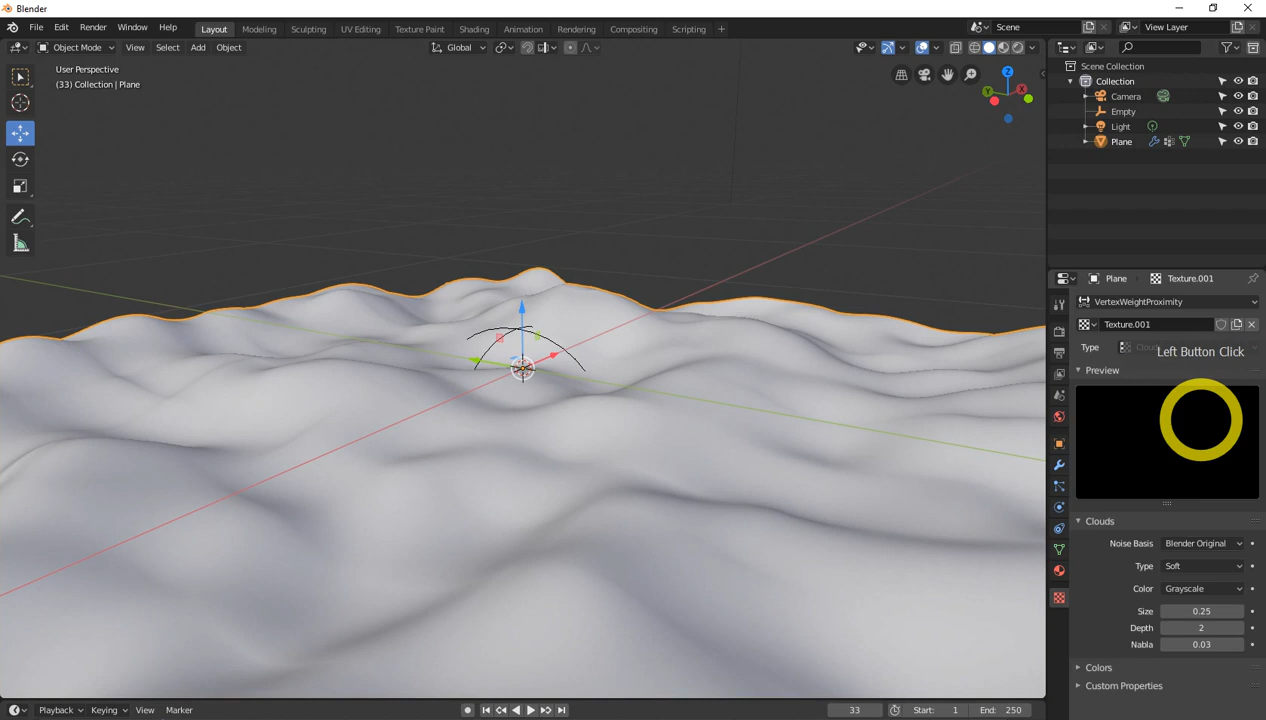 Blender
File Edit Render Window Help Layout Modeling Sculpting UV Editing Texture Paint Shading Animation Rendering Compositing Scripting + Scene View Layer
Object Mode View Select Add Object Global
User Perspective
(33) Collection | Plane
Z
Y
X
Scene Collection
Collection
Camera
Empty
Light
Plane
Plane Texture.001
VertexWeightProximity
Texture.001
Type
Left Button Click
Preview
Clouds
Noise Basis Blender Original
Type Soft
Color Grayscale
Size 0.25
Depth 2
Nabla 0.03
Colors
Custom Properties
Playback Keying View Marker 33 Start: 1 End: 250